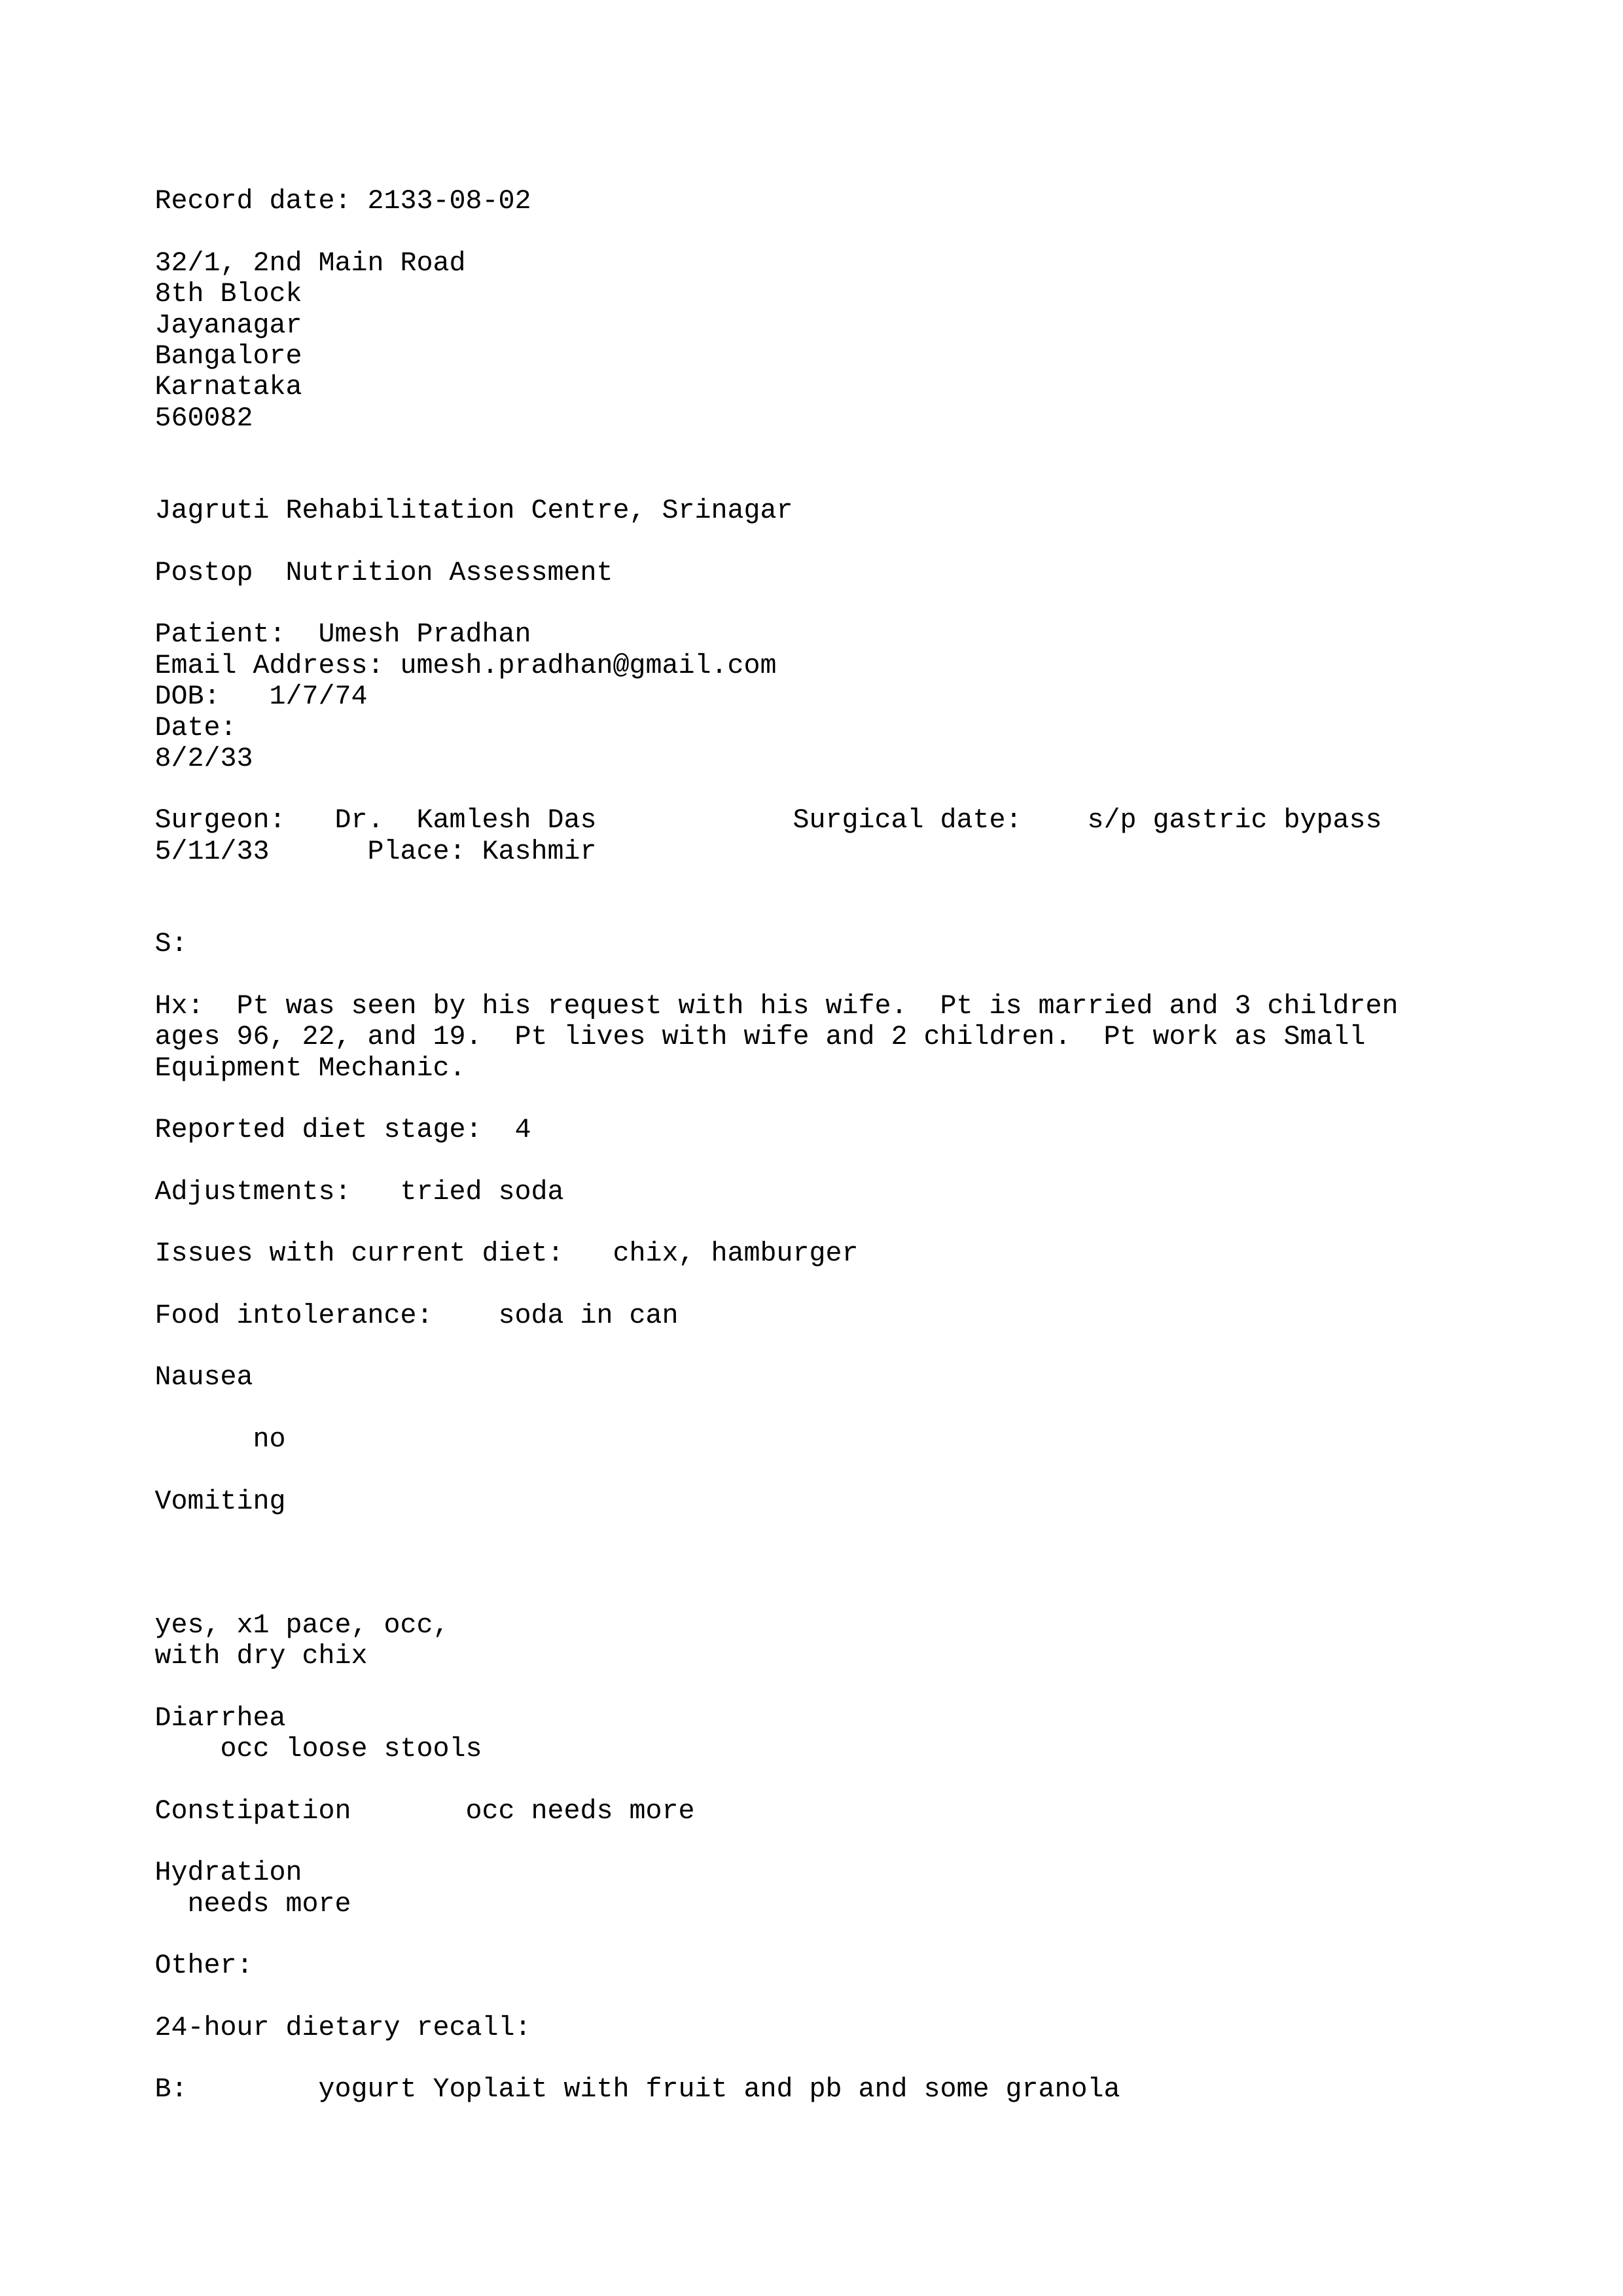 Record date: 2133-08-02
32/1, 2nd Main Road
8th Block
Jayanagar
Bangalore
Karnataka
560082
Jagruti Rehabilitation Centre, Srinagar
Postop  Nutrition Assessment
Patient:  Umesh Pradhan
Email Address: umesh.pradhan@gmail.com
DOB:   1/7/74
Date:
8/2/33
Surgeon:   Dr.  Kamlesh Das            Surgical date:    s/p gastric bypass
5/11/33      Place: Kashmir
S:
Hx:  Pt was seen by his request with his wife.  Pt is married and 3 children
ages 96, 22, and 19.  Pt lives with wife and 2 children.  Pt work as Small
Equipment Mechanic.
Reported diet stage:  4
Adjustments:   tried soda
Issues with current diet:   chix, hamburger
Food intolerance:    soda in can
Nausea
no
Vomiting
yes, x1 pace, occ,
with dry chix
Diarrhea
occ loose stools
Constipation       occ needs more
Hydration
needs more
Other:
24-hour dietary recall:
B:        yogurt Yoplait with fruit and pb and some granola